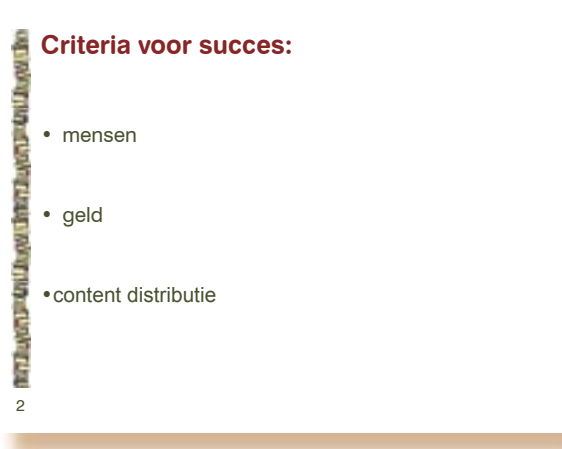 Criteria voor succes:
• mensen
• geld
•content distributie
2